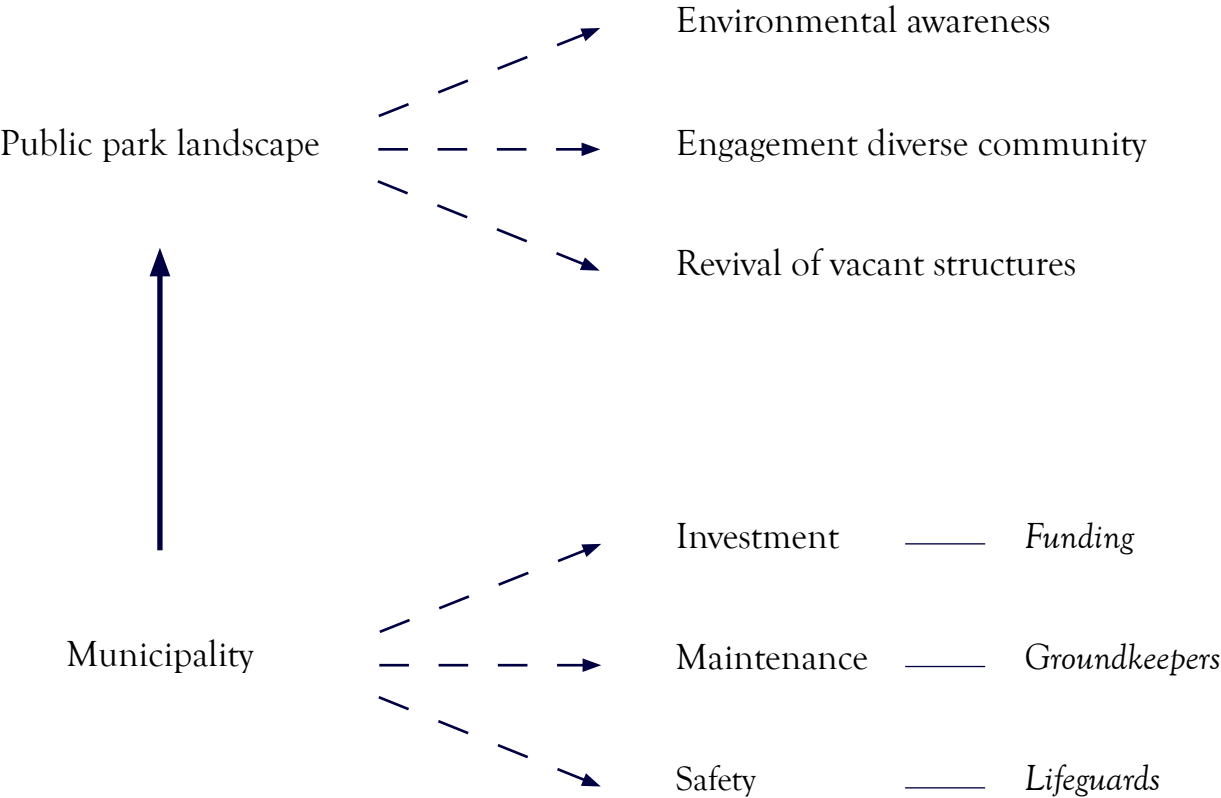 Environmental awareness
Public park landscape
Engagement diverse community
Revival of vacant structures
Investment
Funding
Municipality
Maintenance
Groundkeepers
Safety
Lifeguards